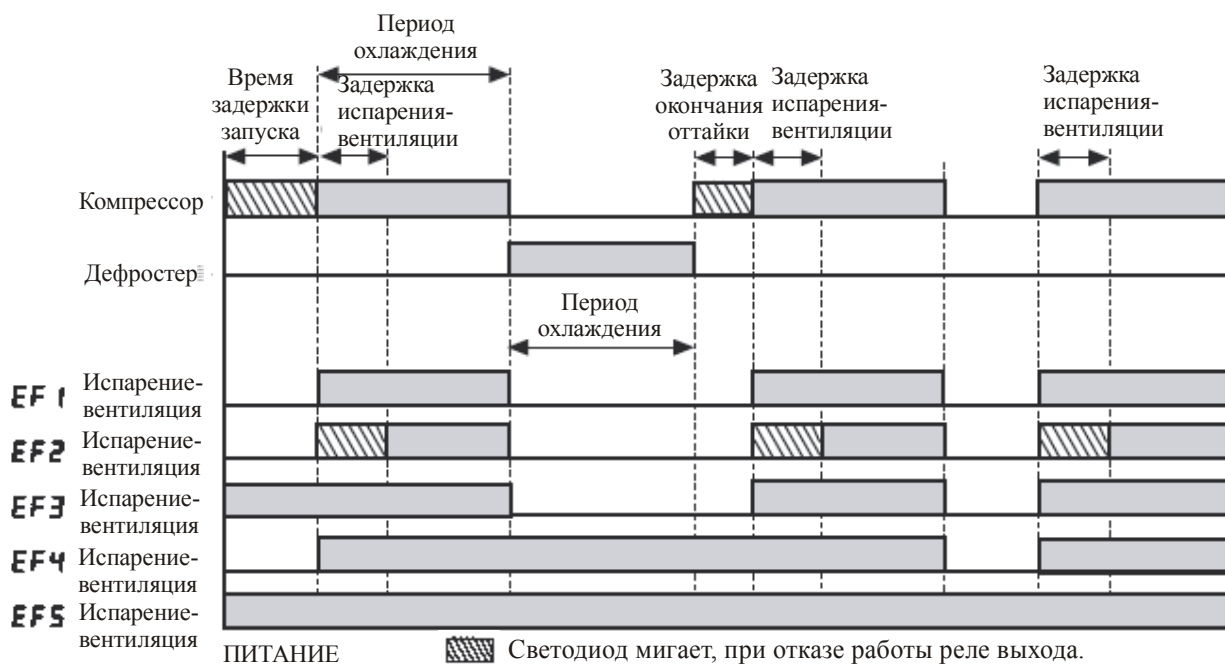 Период
охлаждения
Время
задержки
запуска
Задержка
испарения-
вентиляции
Задержка
окончания
оттайки
Задержка
испарения-
вентиляции
Задержка
испарения-
вентиляции
Компрессор
Дефростер
Период
охлаждения
EF1 Испарение-
вентиляция
EF2 Испарение-
вентиляция
EF3 Испарение-
вентиляция
EF4 Испарение-
вентиляция
EF5 Испарение-
вентиляция
ПИТАНИЕ
Светодиод мигает, при отказе работы реле выхода.